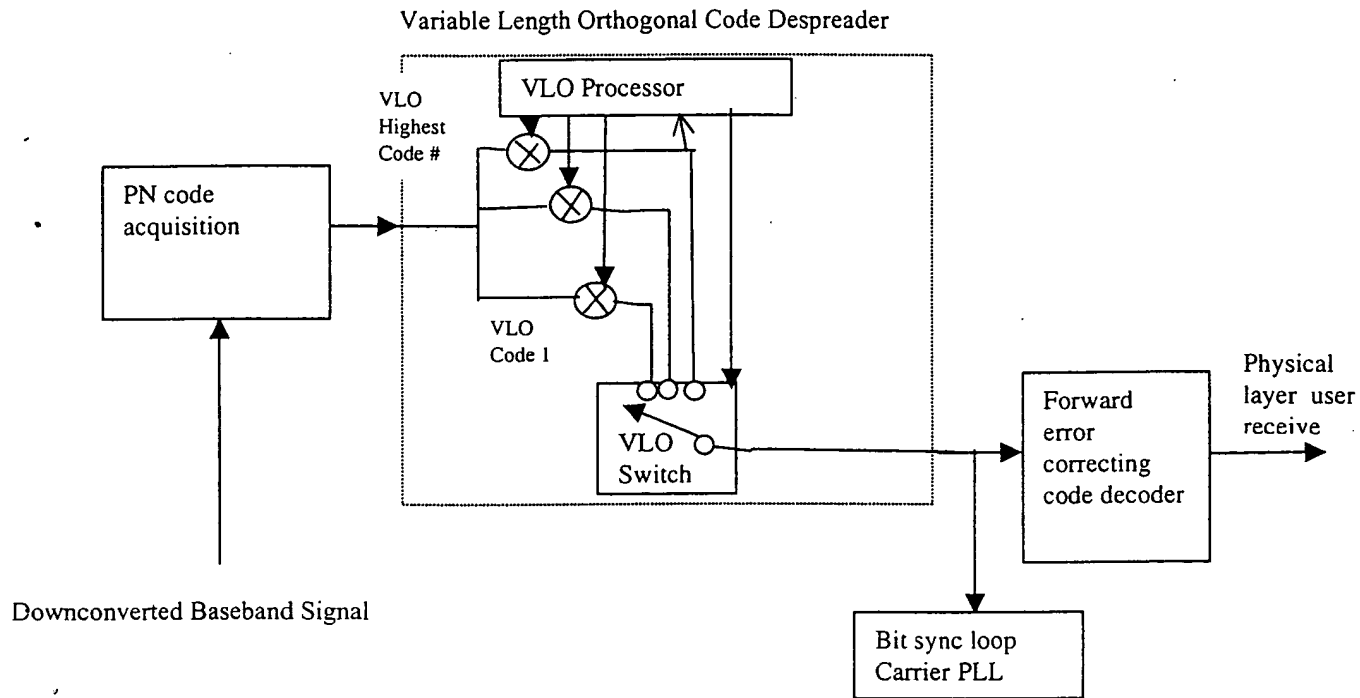 Variable Length Orthogonal Code Despreader
VLO Processor
VLO
Highest
Code #
PN code
acquisition
VLO
Code 1
VLO
Switch
Forward
error
correcting
code decoder
Physical
layer user
receive
Downconverted Baseband Signal
Bit sync loop
Carrier PLL